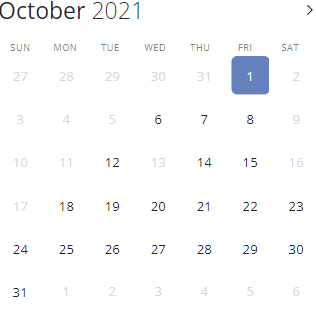 October 2021 >
SUN MON TUE WED THU FRI SAT
27 28 29 30 31 1 2
3 4 5 6 7 8 9
10 11 12 13 14 15 16
17 18 19 20 21 22 23
24 25 26 27 28 29 30
31 1 2 3 4 5 6